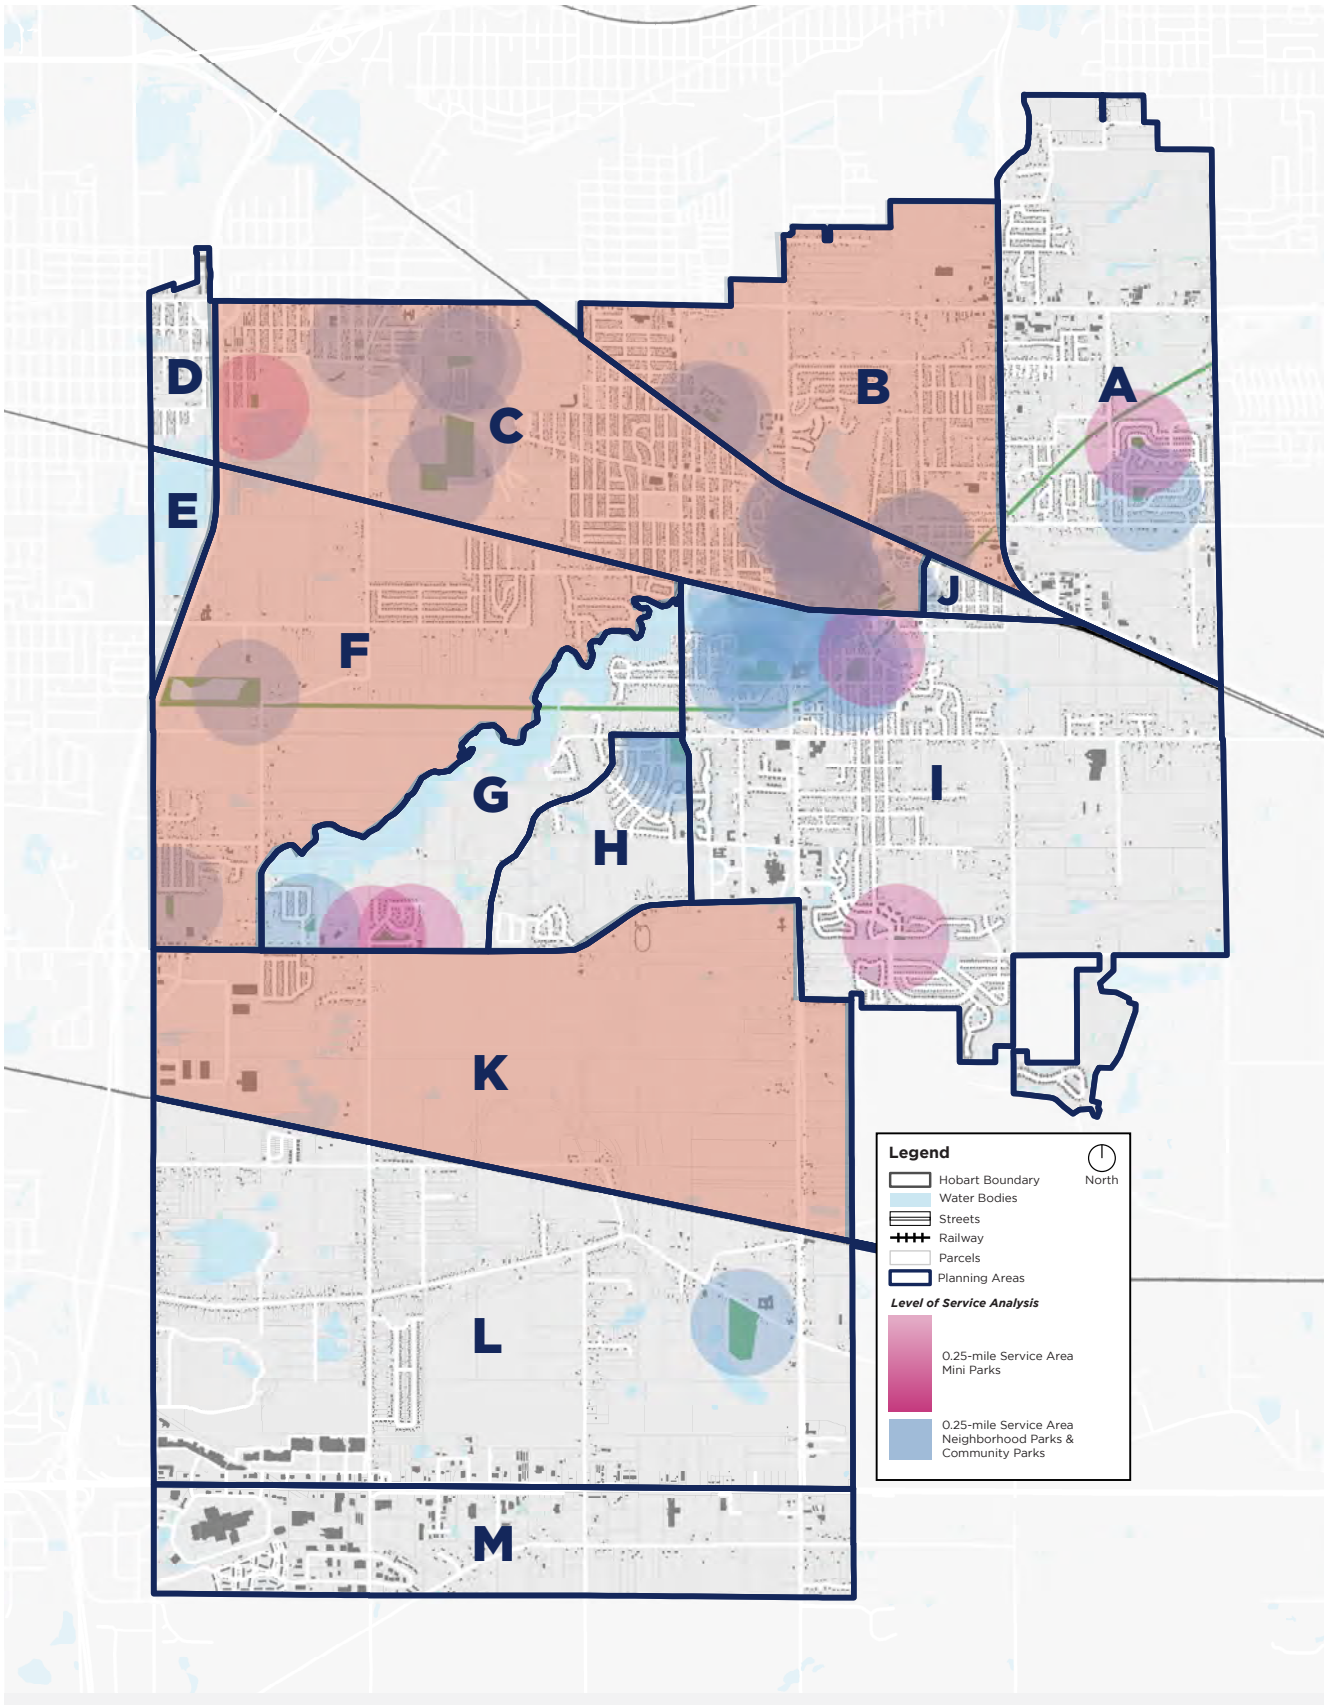 A
B
D
C
E
J
F
I
G
H
K
L
M
Legend
North
Hobart Boundary
Water Bodies
Streets
Railway
Parcels
Planning Areas
Level of Service Analysis
0.25-mile Service Area
Mini Parks
0.25-mile Service Area
Neighborhood Parks &
Community Parks